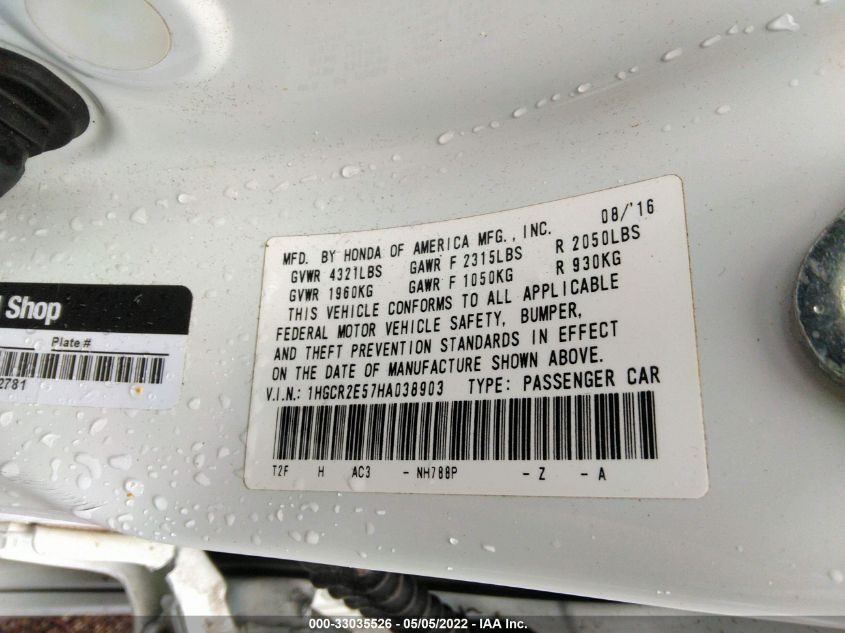 08/'16
MFD. BY HONDA OF AMERICA MFG., INC.
GVWR 4321LBS GAWR F 2315LBS R 2050LBS
GVWR 1960KG GAWR F 1050KG R 930KG
THIS VEHICLE CONFORMS TO ALL APPLICABLE
FEDERAL MOTOR VEHICLE SAFETY, BUMPER,
AND THEFT PREVENTION STANDARDS IN EFFECT
ON THE DATE OF MANUFACTURE SHOWN ABOVE.
V.I.N.: 1HGCR2E57HA038903 TYPE: PASSENGER CAR
T2F H AC3 - NH788P - Z - A
Shop
Plate #
2781
000-33035526 - 05/05/2022 - IAA Inc.